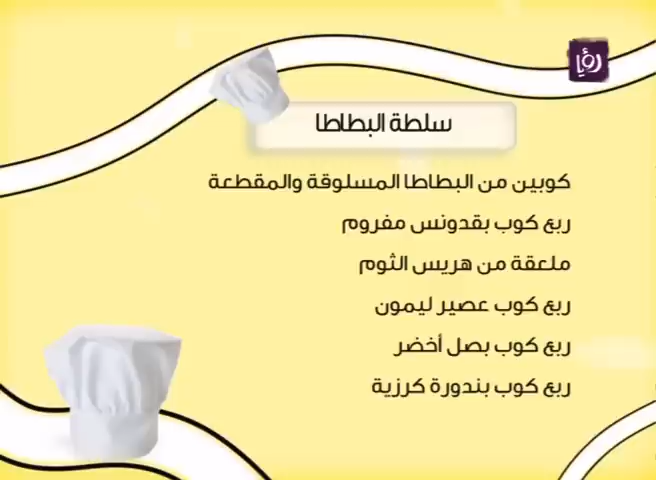 رؤيا
سلطة البطاطا
كوبين من البطاطا المسلوقة والمقطعة
ربع كوب بقدونس مفروم
ملعقة من هريس الثوم
ربع كوب عصير ليمون
ربع كوب بصل أخضر
ربع كوب بندورة كرزية